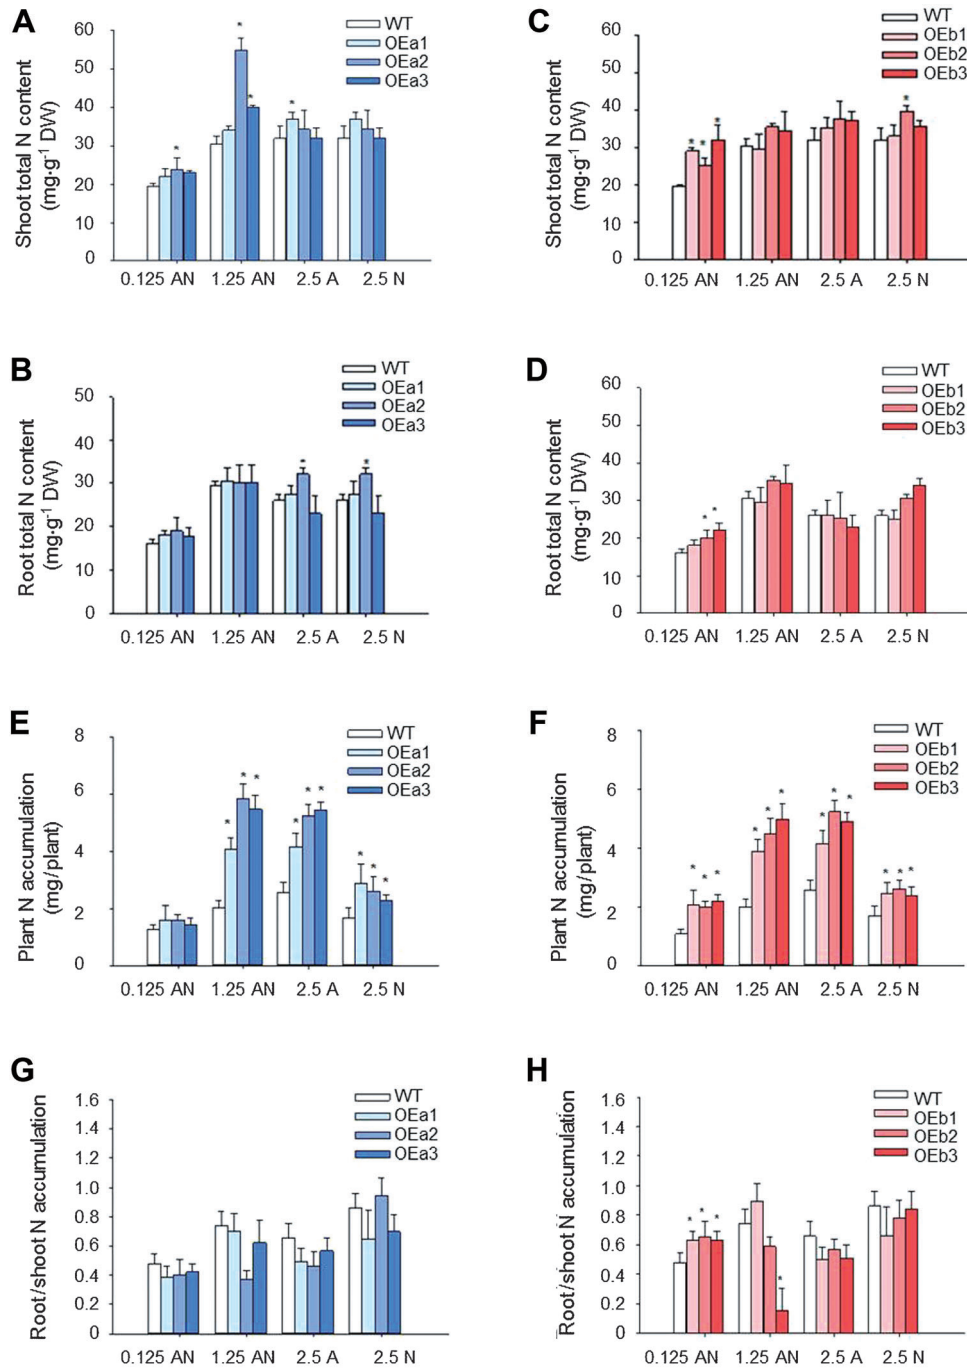 A
WT
OEa1
OEa2
OEa3
Shoot total N content
(mg·g⁻¹ DW)
60
50
40
30
20
10
0
*
*
*
*
0.125 AN 1.25 AN 2.5 A 2.5 N
C
WT
OEb1
OEb2
OEb3
Shoot total N content
(mg·g⁻¹ DW)
60
50
40
30
20
10
0
* * *
*
0.125 AN 1.25 AN 2.5 A 2.5 N
B
WT
OEa1
OEa2
OEa3
Root total N content
(mg·g⁻¹ DW)
50
40
30
20
10
0
* *
0.125 AN 1.25 AN 2.5 A 2.5 N
D
WT
OEb1
OEb2
OEb3
Root total N content
(mg·g⁻¹ DW)
60
50
40
30
20
10
0
* *
0.125 AN 1.25 AN 2.5 A 2.5 N
E
WT
OEa1
OEa2
OEa3
Plant N accumulation
(mg/plant)
8
6
4
2
0
* * *
* * *
* * *
0.125 AN 1.25 AN 2.5 A 2.5 N
F
WT
OEb1
OEb2
OEb3
Plant N accumulation
(mg/plant)
8
6
4
2
0
* * *
* * *
* * *
* * *
0.125 AN 1.25 AN 2.5 A 2.5 N
G
WT
OEa1
OEa2
OEa3
Root/shoot N accumulation
1.6
1.4
1.2
1.0
0.8
0.6
0.4
0.2
0
0.125 AN 1.25 AN 2.5 A 2.5 N
H
WT
OEb1
OEb2
OEb3
Root/shoot N accumulation
1.6
1.4
1.2
1.0
0.8
0.6
0.4
0.2
0
* * *
*
0.125 AN 1.25 AN 2.5 A 2.5 N